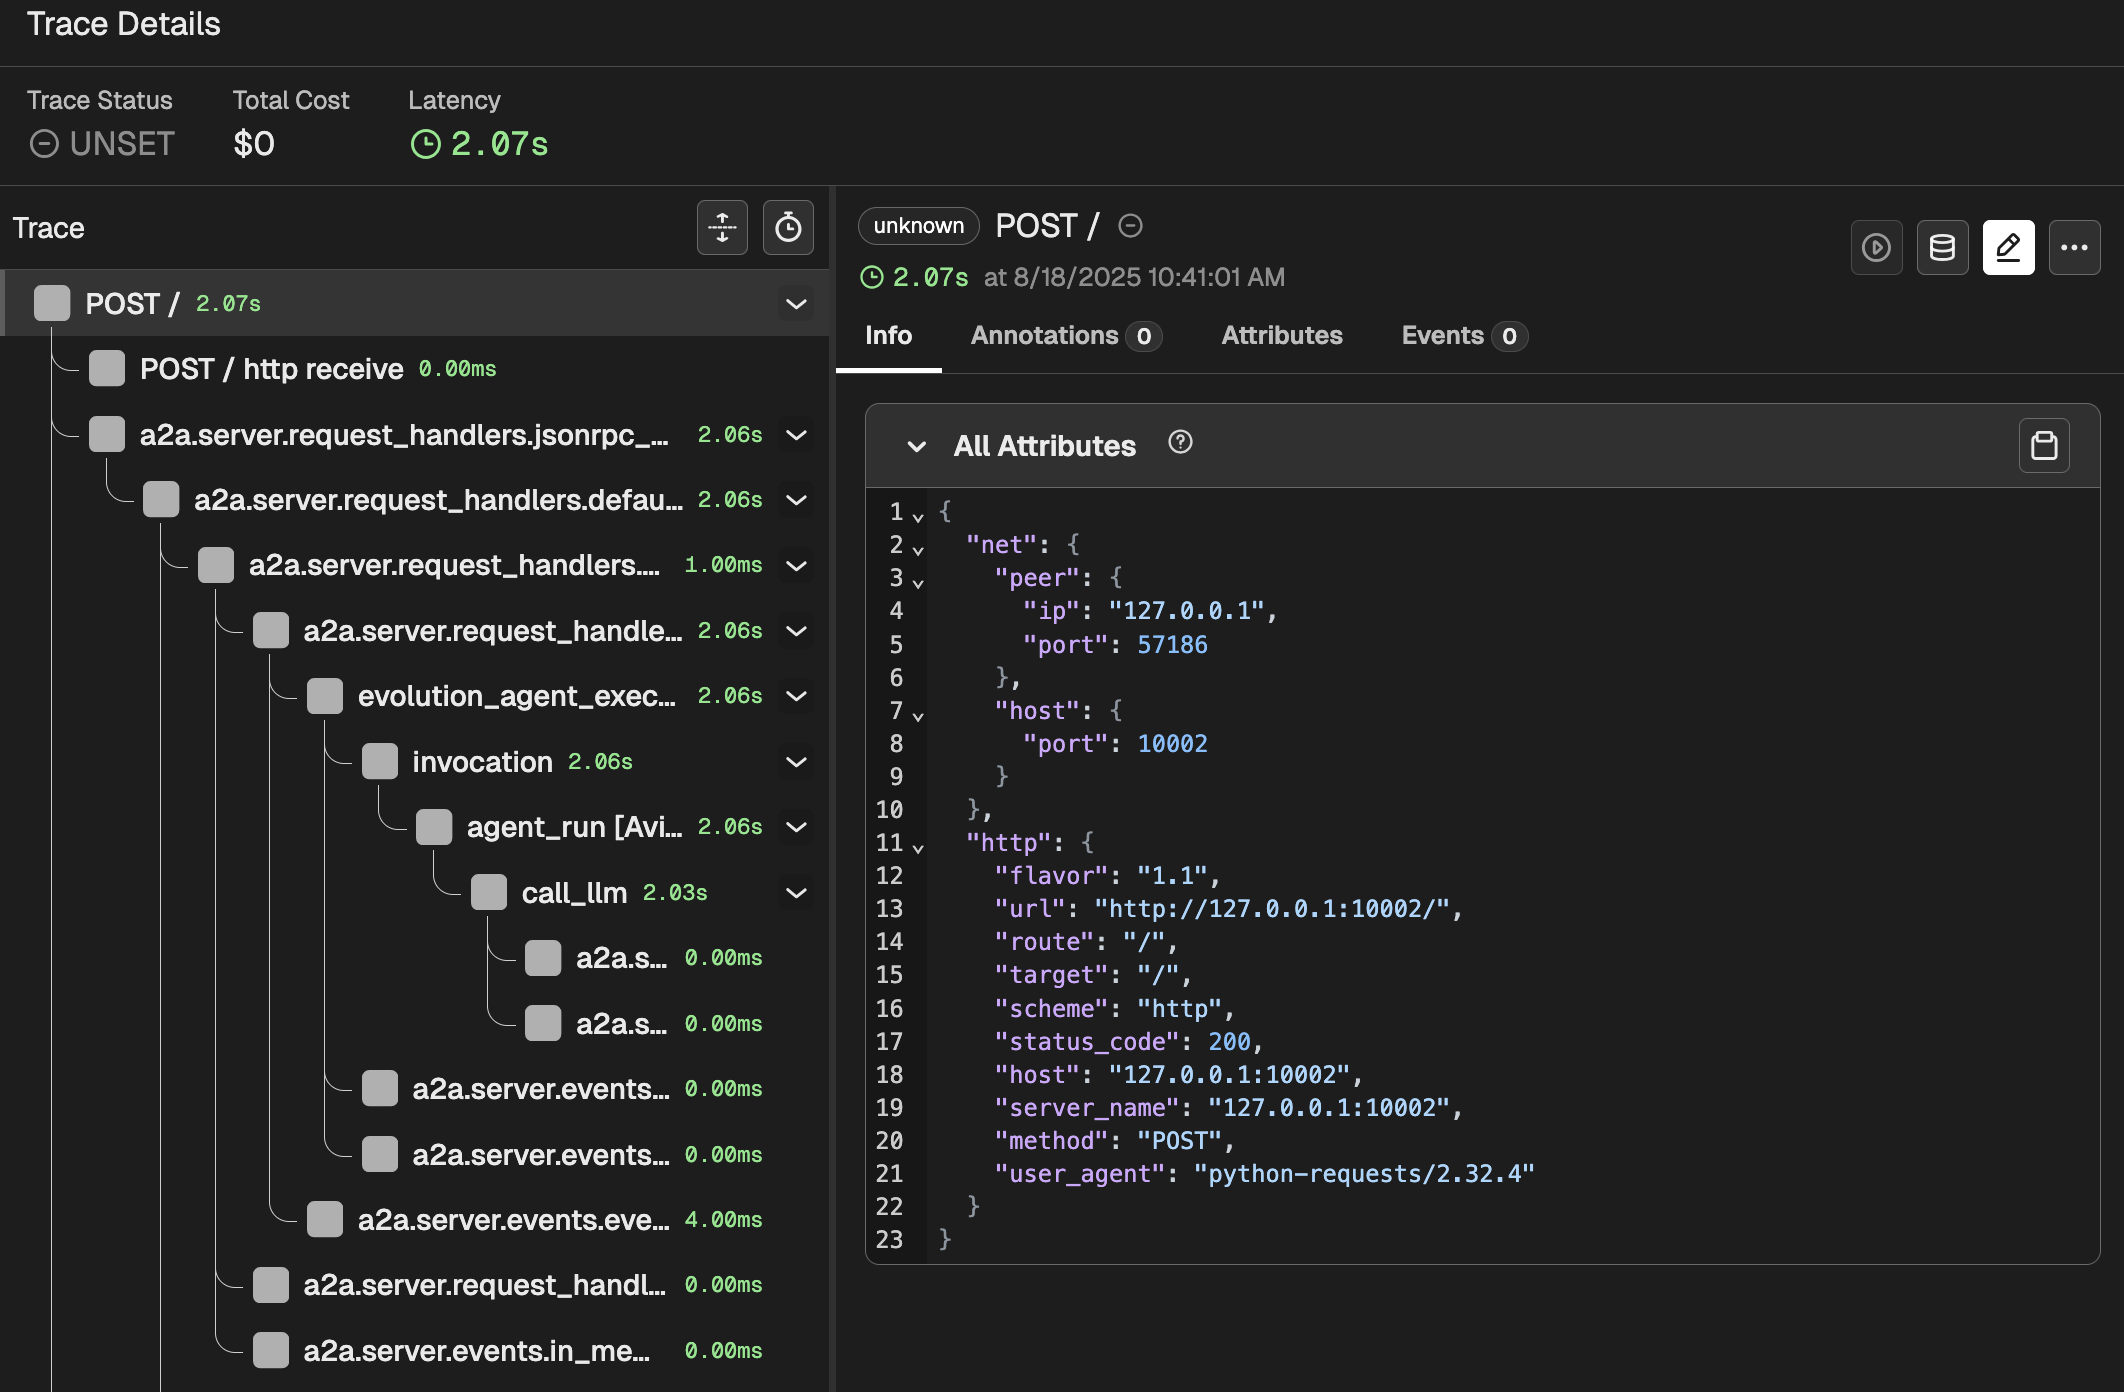 Trace Details
Trace Status
Total Cost
Latency
UNSET
$0
2.07s
Trace
POST / 2.07s
POST / http receive 0.00ms
a2a.server.request_handlers.jsonrpc_... 2.06s
a2a.server.request_handlers.defau... 2.06s
a2a.server.request_handlers.... 1.00ms
a2a.server.request_handle... 2.06s
evolution_agent_exec... 2.06s
invocation 2.06s
agent_run [Avi... 2.06s
call_llm 2.03s
a2a.s... 0.00ms
a2a.s... 0.00ms
a2a.server.events... 0.00ms
a2a.server.events... 0.00ms
a2a.server.events.eve... 4.00ms
a2a.server.request_handl... 0.00ms
a2a.server.events.in_me... 0.00ms
unknown POST /
2.07s at 8/18/2025 10:41:01 AM
Info Annotations 0 Attributes Events 0
All Attributes
1 {
2 "net": {
3 "peer": {
4 "ip": "127.0.0.1",
5 "port": 57186
6 },
7 "host": {
8 "port": 10002
9 }
10 },
11 "http": {
12 "flavor": "1.1",
13 "url": "http://127.0.0.1:10002/",
14 "route": "/",
15 "target": "/",
16 "scheme": "http",
17 "status_code": 200,
18 "host": "127.0.0.1:10002",
19 "server_name": "127.0.0.1:10002",
20 "method": "POST",
21 "user_agent": "python-requests/2.32.4"
22 }
23 }